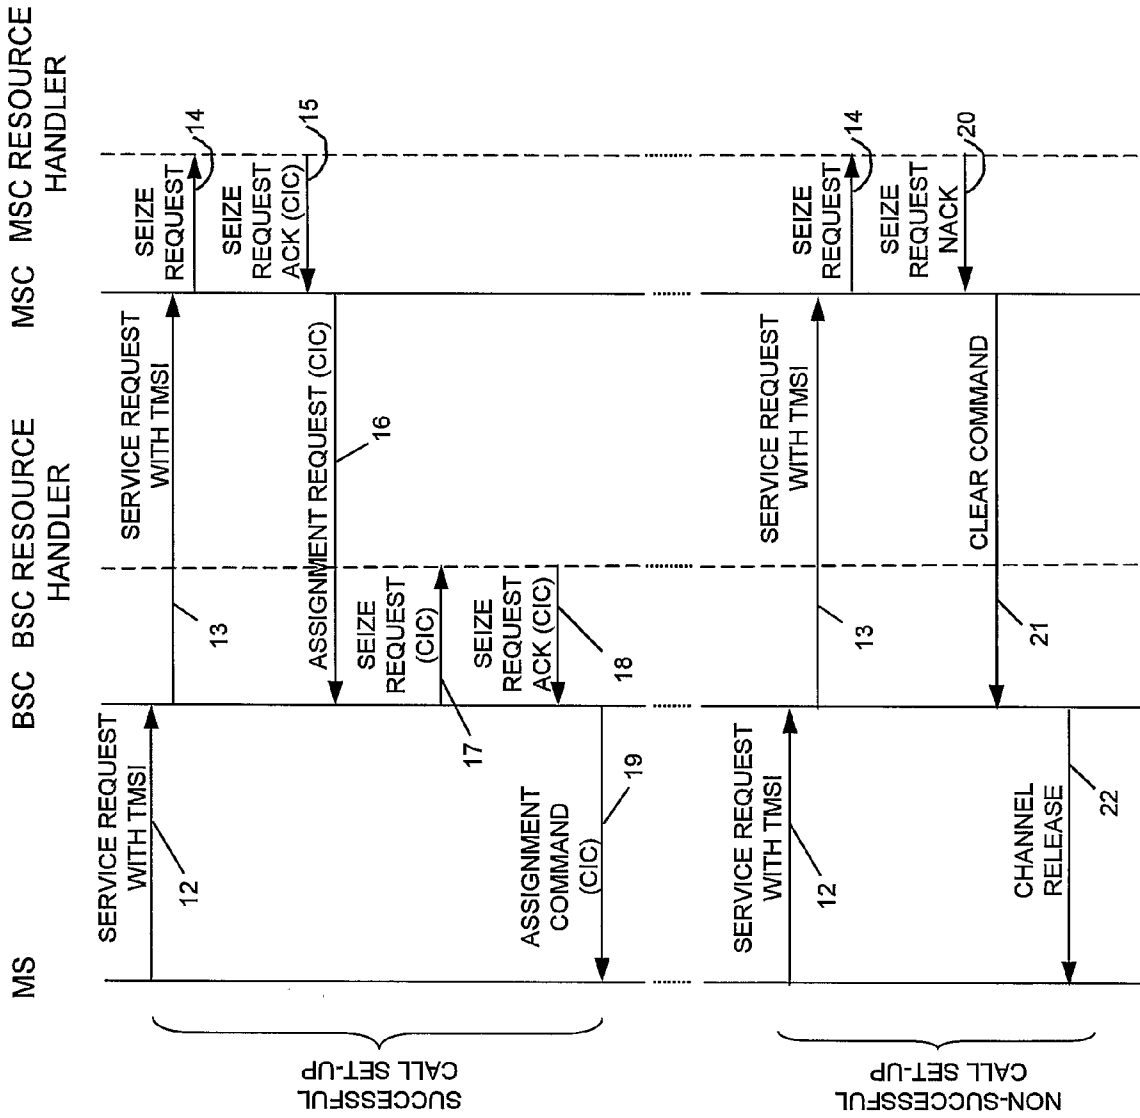 MS
BSC
BSC RESOURCE
HANDLER
MSC
MSC RESOURCE
HANDLER
SUCCESSFUL
CALL SET-UP
SERVICE REQUEST
WITH TMSI
12
SERVICE REQUEST
WITH TMSI
13
SEIZE
REQUEST
14
SEIZE
REQUEST
ACK (CIC)
15
ASSIGNMENT REQUEST (CIC)
16
SEIZE
REQUEST
(CIC)
17
SEIZE
REQUEST
ACK (CIC)
18
ASSIGNMENT
COMMAND
(CIC)
19
NON-SUCCESSFUL
CALL SET-UP
SERVICE REQUEST
WITH TMSI
12
SERVICE REQUEST
WITH TMSI
13
SEIZE
REQUEST
14
SEIZE
REQUEST
NACK
20
CLEAR COMMAND
21
CHANNEL
RELEASE
22